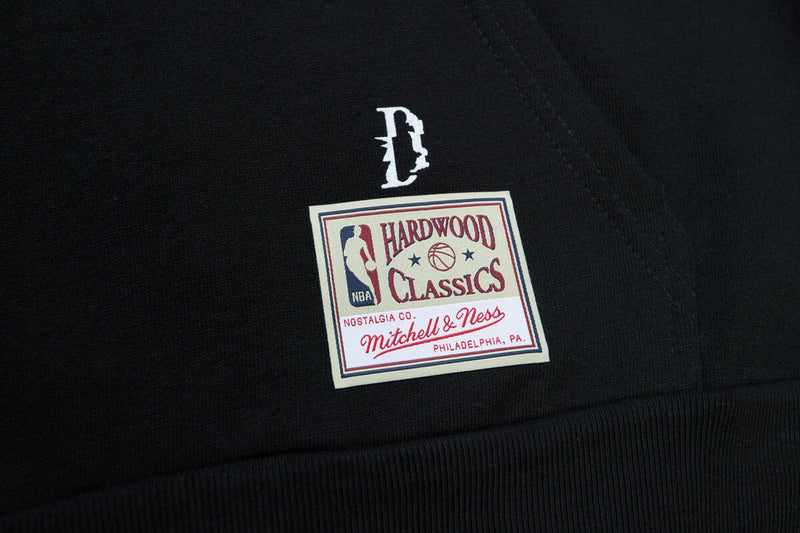 D
HARDWOOD
CLASSICS
NBA
NOSTALGIA CO.
Mitchell & Ness
PHILADELPHIA, PA.